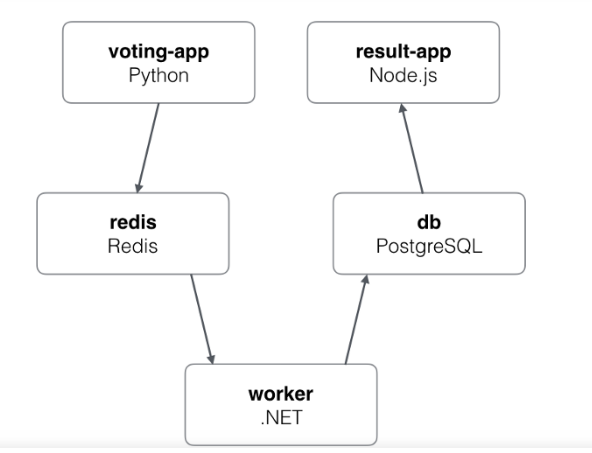 voting-app
Python
result-app
Node.js
redis
Redis
db
PostgreSQL
worker
.NET